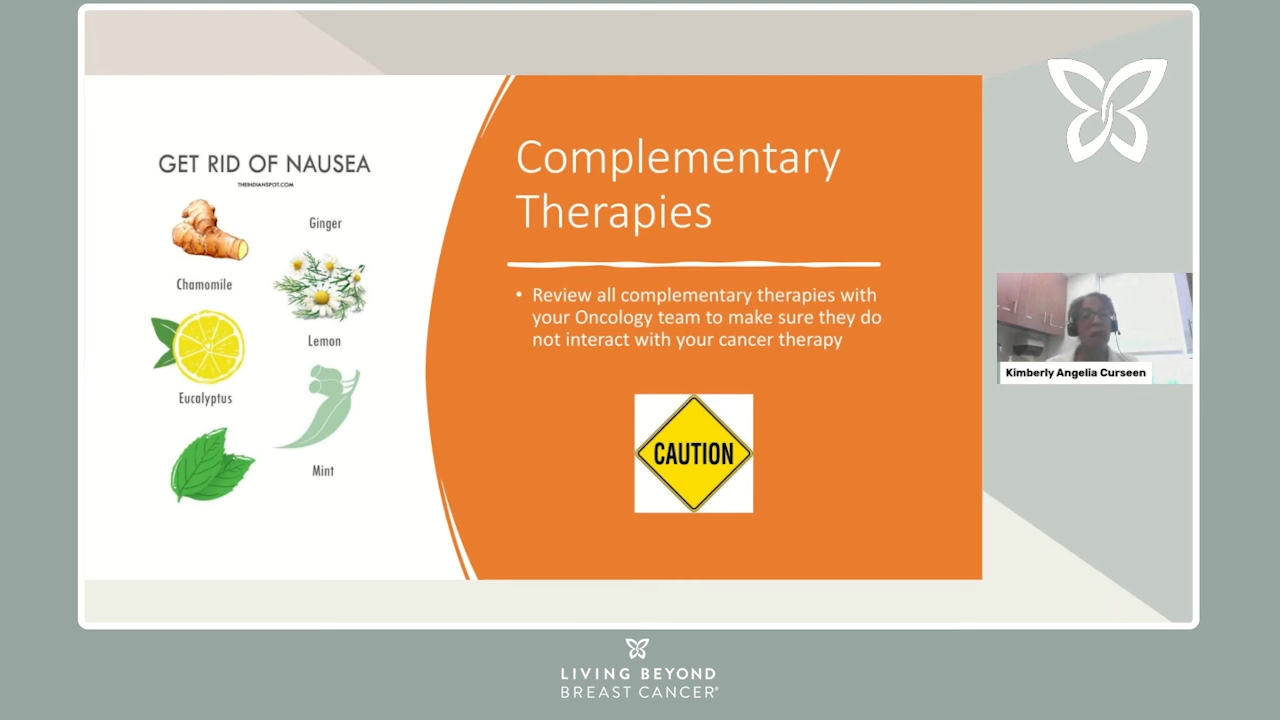 GET RID OF NAUSEA
THEINDIANSPOT.COM
Ginger
Chamomile
Lemon
Eucalyptus
Mint
Complementary
Therapies
• Review all complementary therapies with
your Oncology team to make sure they do
not interact with your cancer therapy
CAUTION
Kimberly Angelia Curseen
LIVING BEYOND
BREAST CANCER®